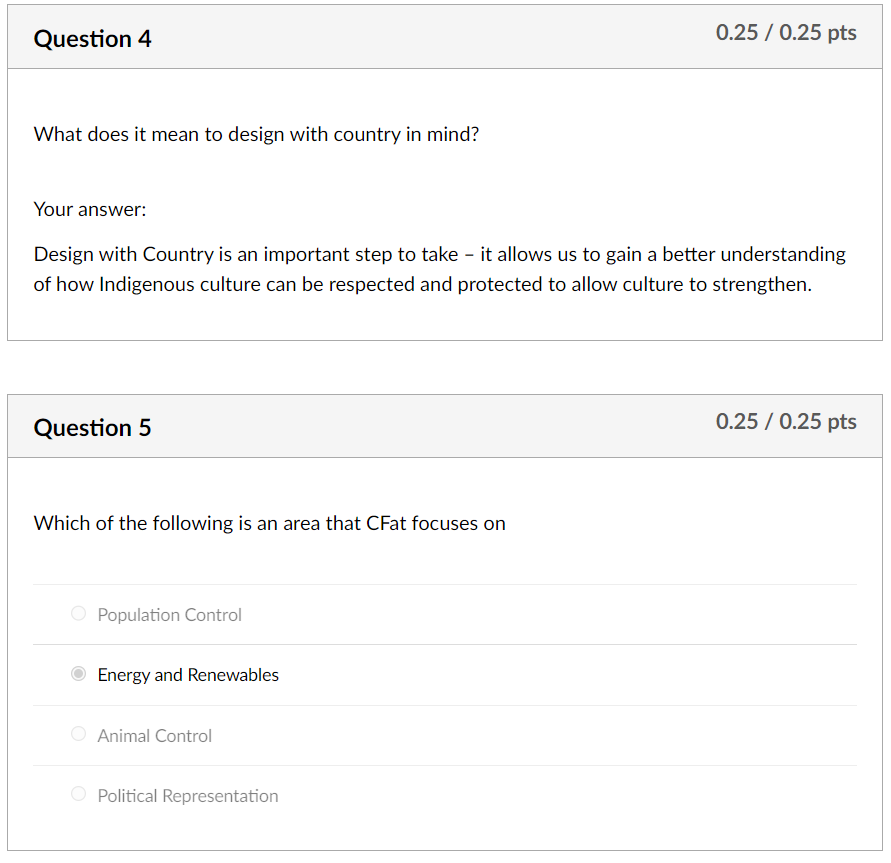 Question 4
0.25 / 0.25 pts
What does it mean to design with country in mind?
Your answer:
Design with Country is an important step to take – it allows us to gain a better understanding
of how Indigenous culture can be respected and protected to allow culture to strengthen.
Question 5
0.25 / 0.25 pts
Which of the following is an area that CFat focuses on
Population Control
Energy and Renewables
Animal Control
Political Representation